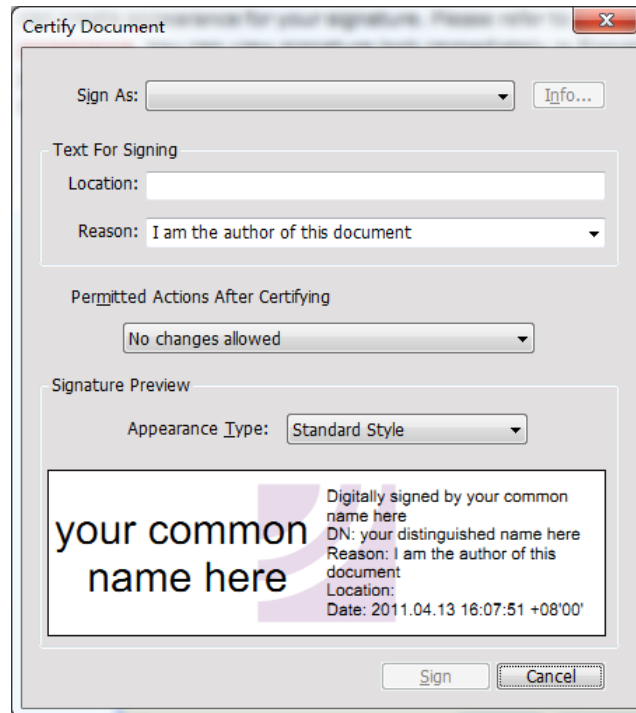 Certify Document
Sign As:
Info...
Text For Signing
Location:
Reason: I am the author of this document
Permitted Actions After Certifying
No changes allowed
Signature Preview
Appearance Type: Standard Style
your common
name here
Digitally signed by your common
name here
DN: your distinguished name here
Reason: I am the author of this
document
Location:
Date: 2011.04.13 16:07:51 +08'00'
Sign
Cancel